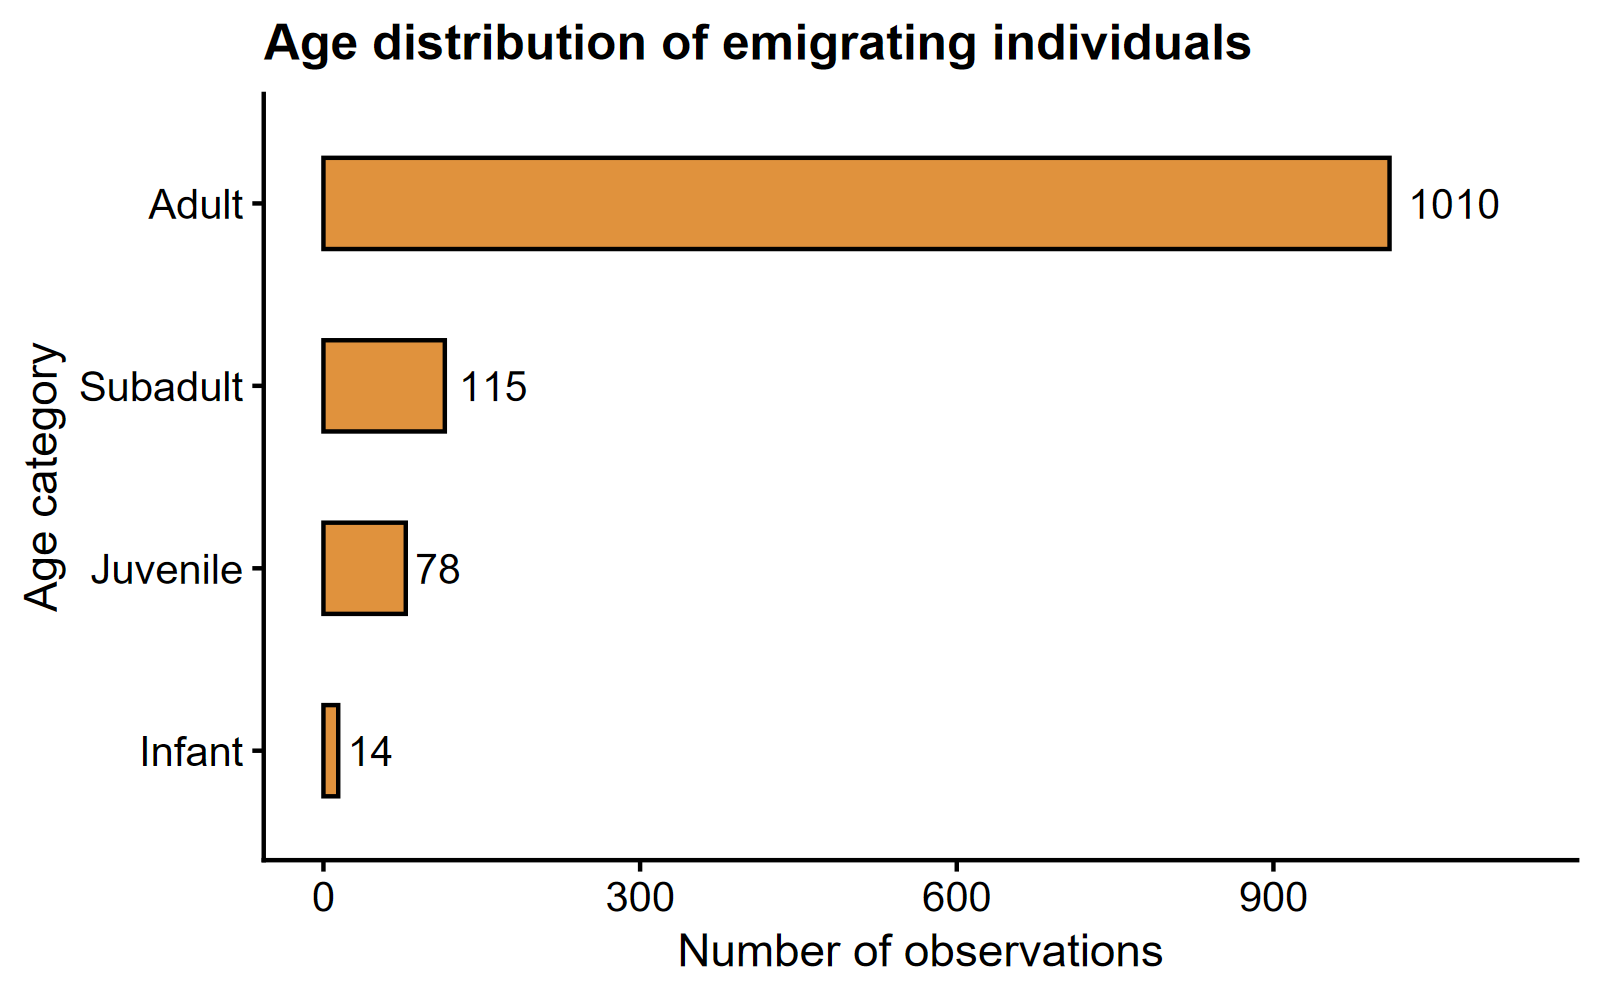 Age distribution of emigrating individuals
Age category
Adult
1010
Subadult
115
Juvenile
78
Infant
14
0 300 600 900
Number of observations